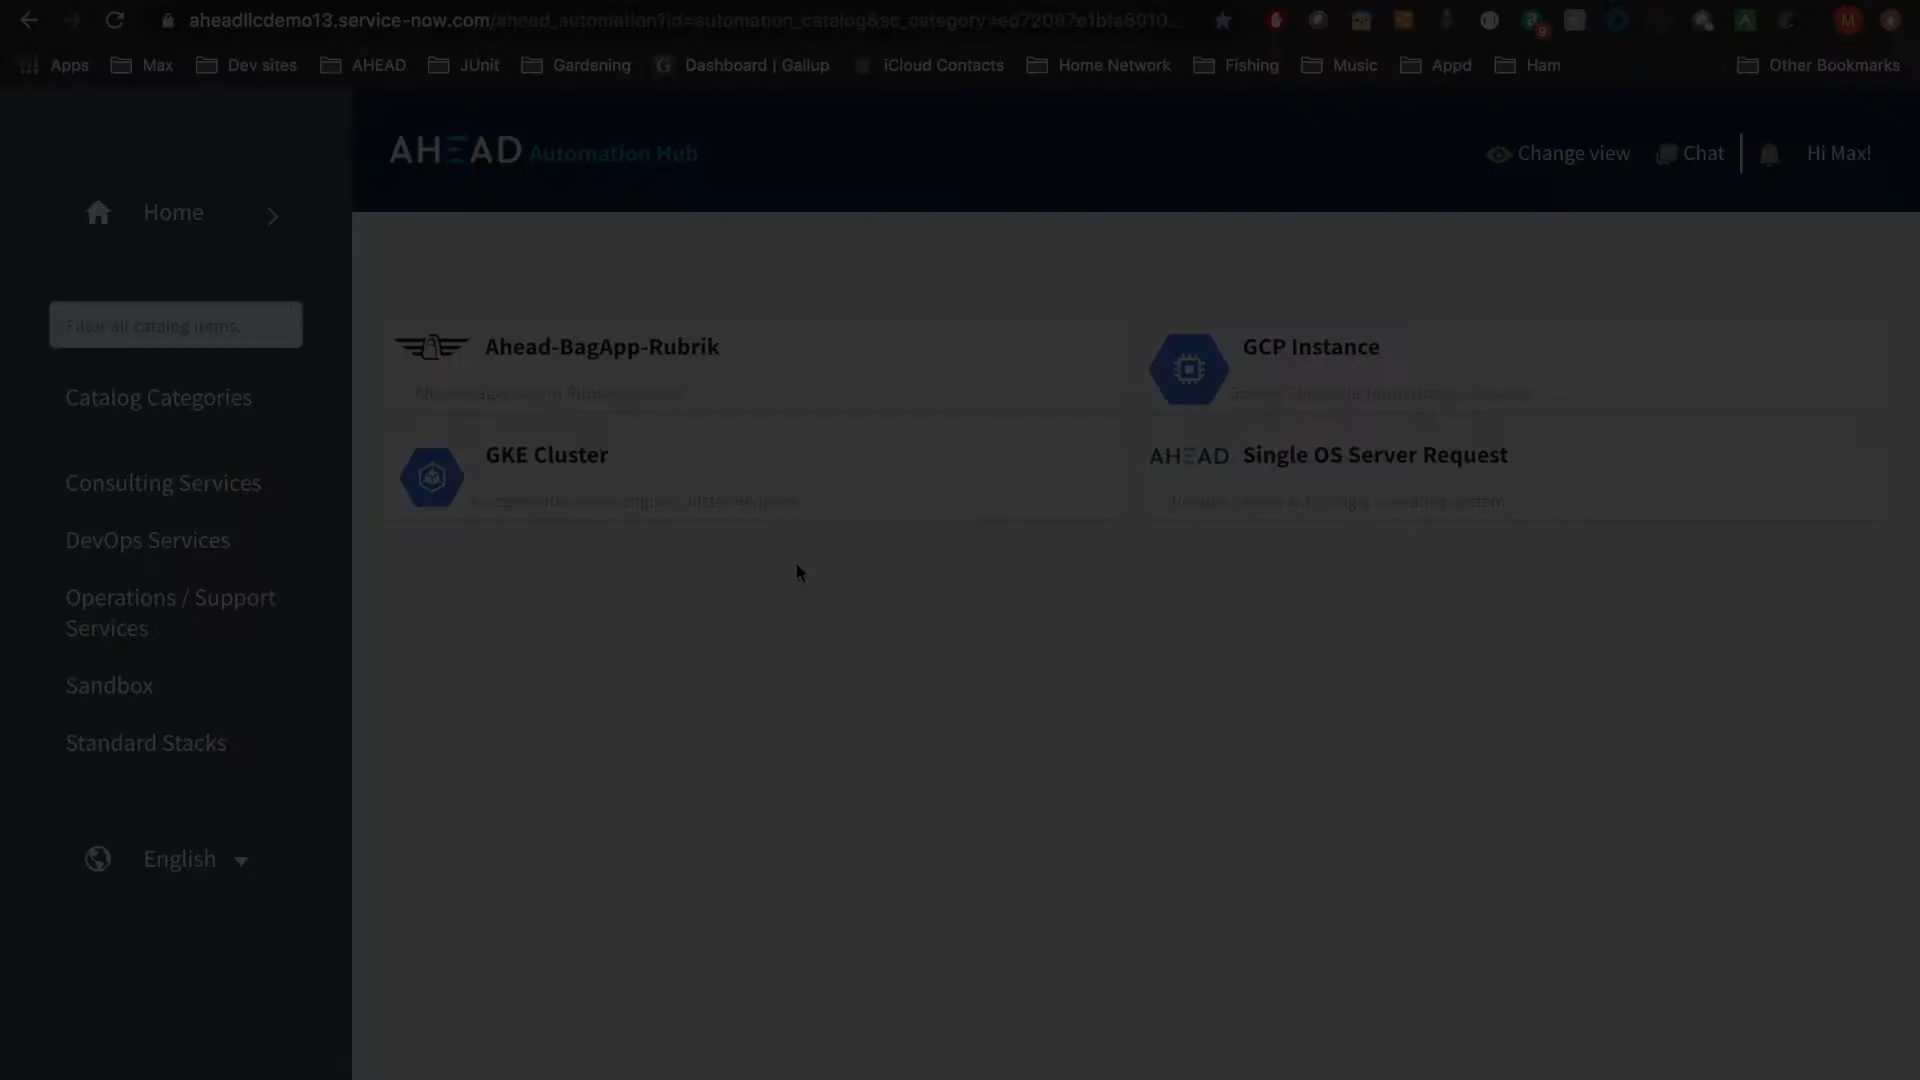 aheadllcdemo13.service-now.com/ahead_automation?id=automation_catalog&sc_category=ed72087e1bfa8010...
Apps Max Dev sites AHEAD JUnit Gardening G Dashboard | Gallup iCloud Contacts Home Network Fishing Music Appd Ham Other Bookmarks
AHEAD Automation Hub
Change view Chat Hi Max!
Home
Filter all catalog items.
Catalog Categories
Consulting Services
DevOps Services
Operations / Support
Services
Sandbox
Standard Stacks
English
Ahead-BagApp-Rubrik
GCP Instance
GKE Cluster
AHEAD Single OS Server Request
operating system